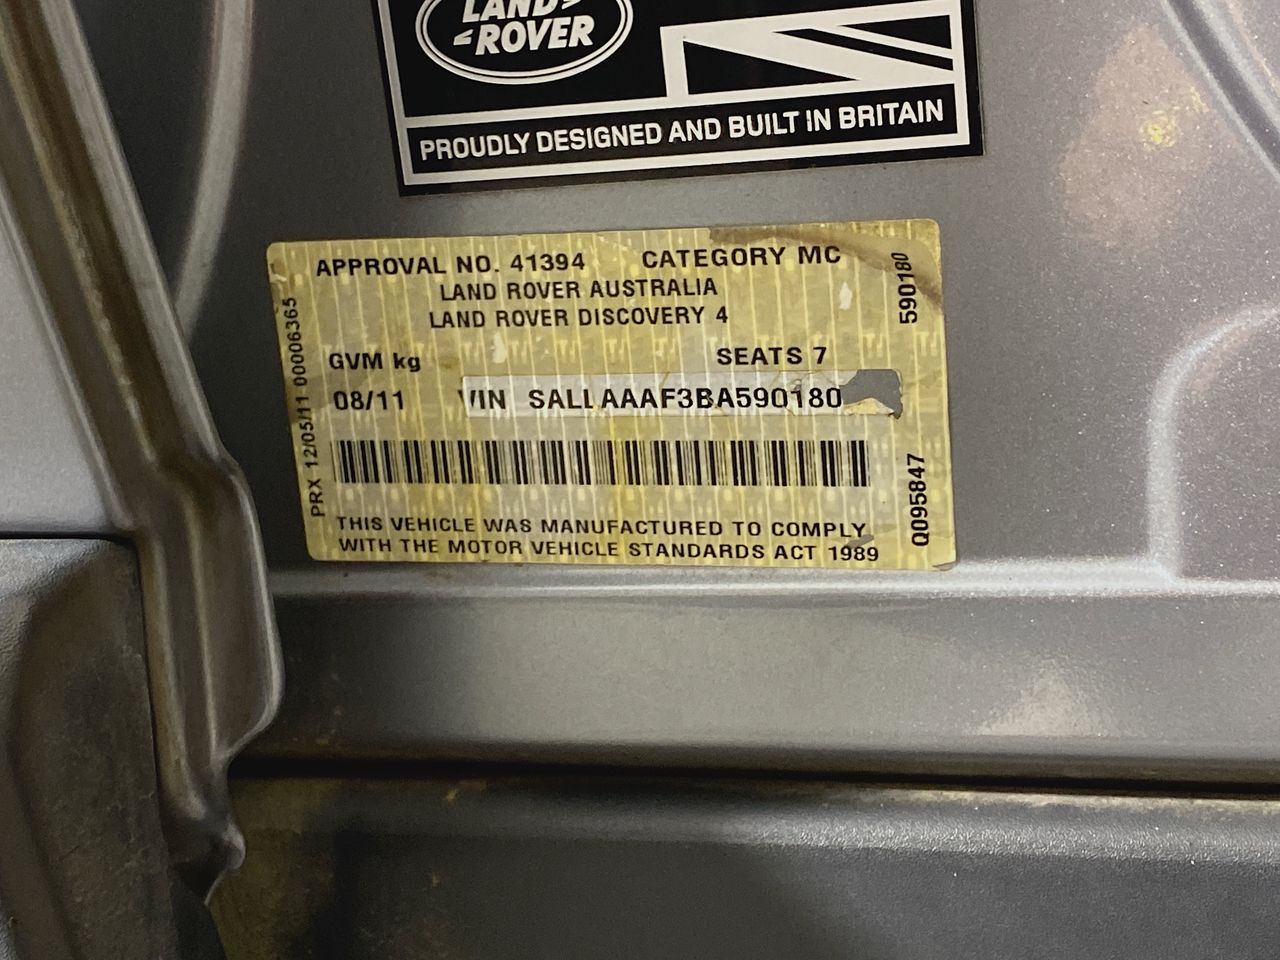 LAND
ROVER
PROUDLY DESIGNED AND BUILT IN BRITAIN
APPROVAL NO. 41394 CATEGORY MC
LAND ROVER AUSTRALIA
LAND ROVER DISCOVERY 4
GVM kg SEATS 7
08/11 VIN SALLAAAF3BA590180
THIS VEHICLE WAS MANUFACTURED TO COMPLY
WITH THE MOTOR VEHICLE STANDARDS ACT 1989
PRX 12/05/11 00006365
590180
Q095847